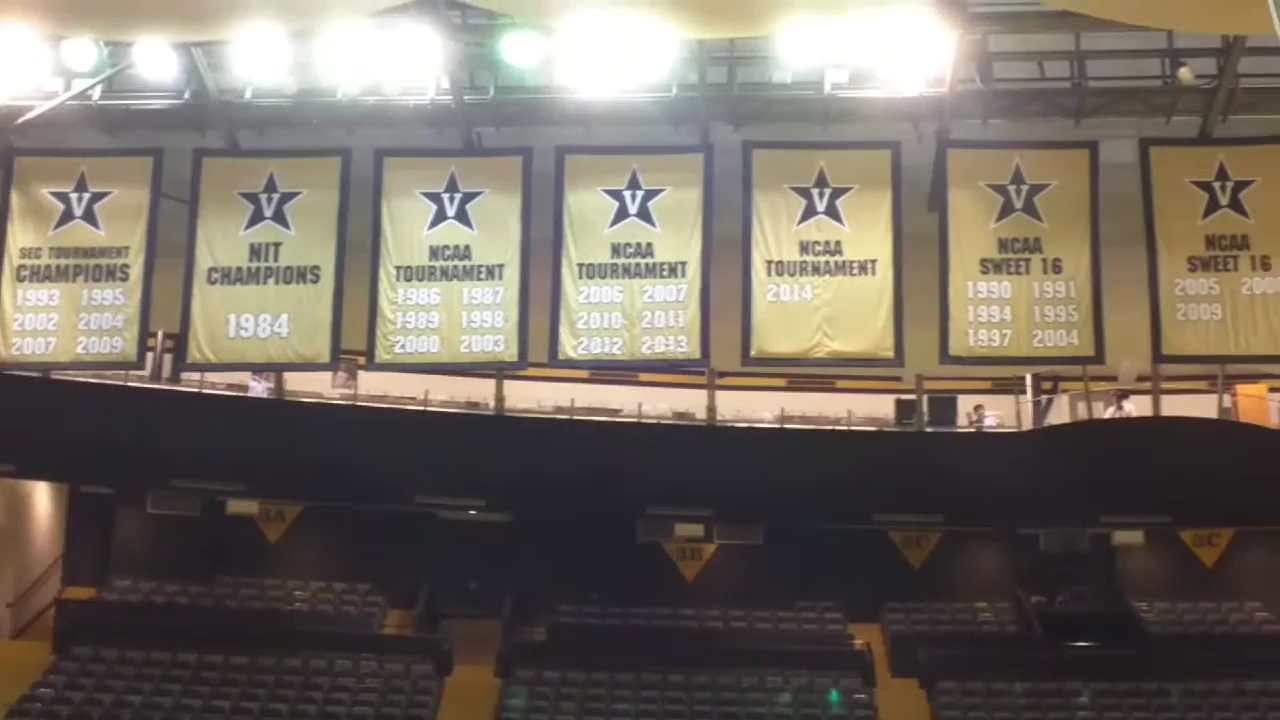 V
SEC TOURNAMENT
CHAMPIONS
1993 1995
2002 2004
2007 2009
V
NIT
CHAMPIONS
1984
V
NCAA
TOURNAMENT
1986 1987
1989 1998
2000 2003
V
NCAA
TOURNAMENT
2006 2007
2010 2011
2012 2013
V
NCAA
TOURNAMENT
2014
V
NCAA
SWEET 16
1990 1991
1994 1995
1997 2004
V
NCAA
SWEET 16
2005
2009
3A
3B
3C
3C